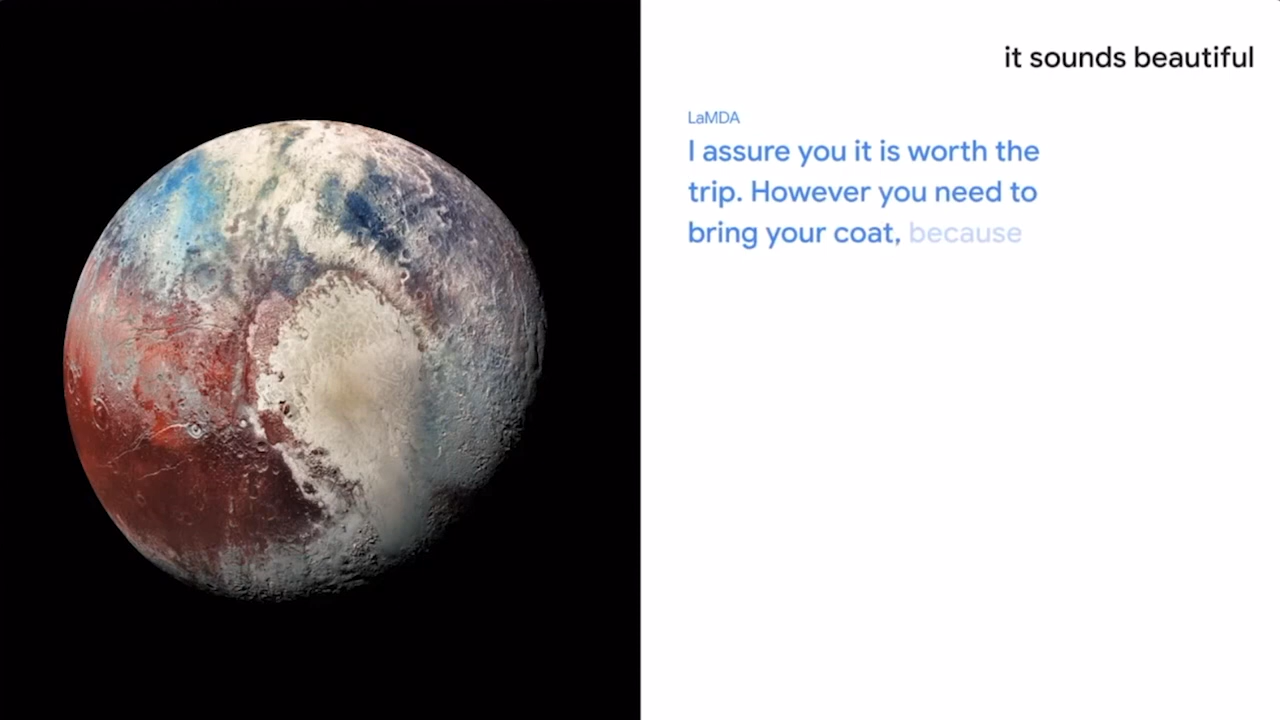 it sounds beautiful
LaMDA
I assure you it is worth the
trip. However you need to
bring your coat, because